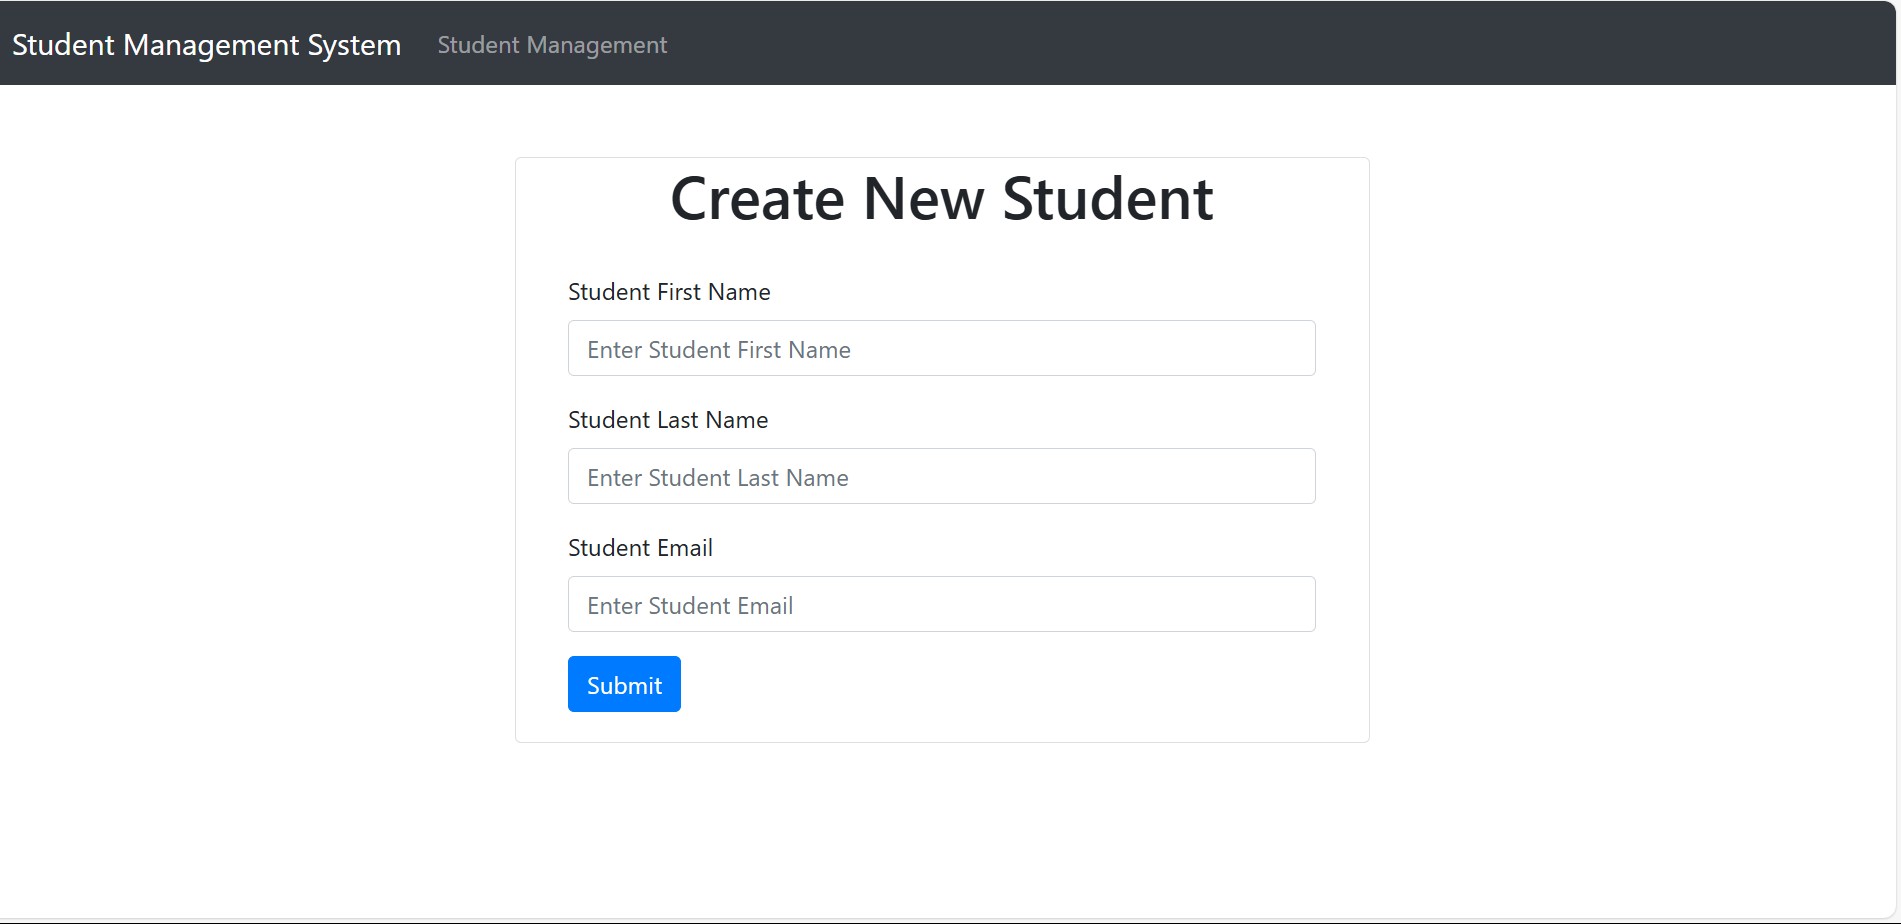 Student Management System Student Management
Create New Student
Student First Name
Enter Student First Name
Student Last Name
Enter Student Last Name
Student Email
Enter Student Email
Submit